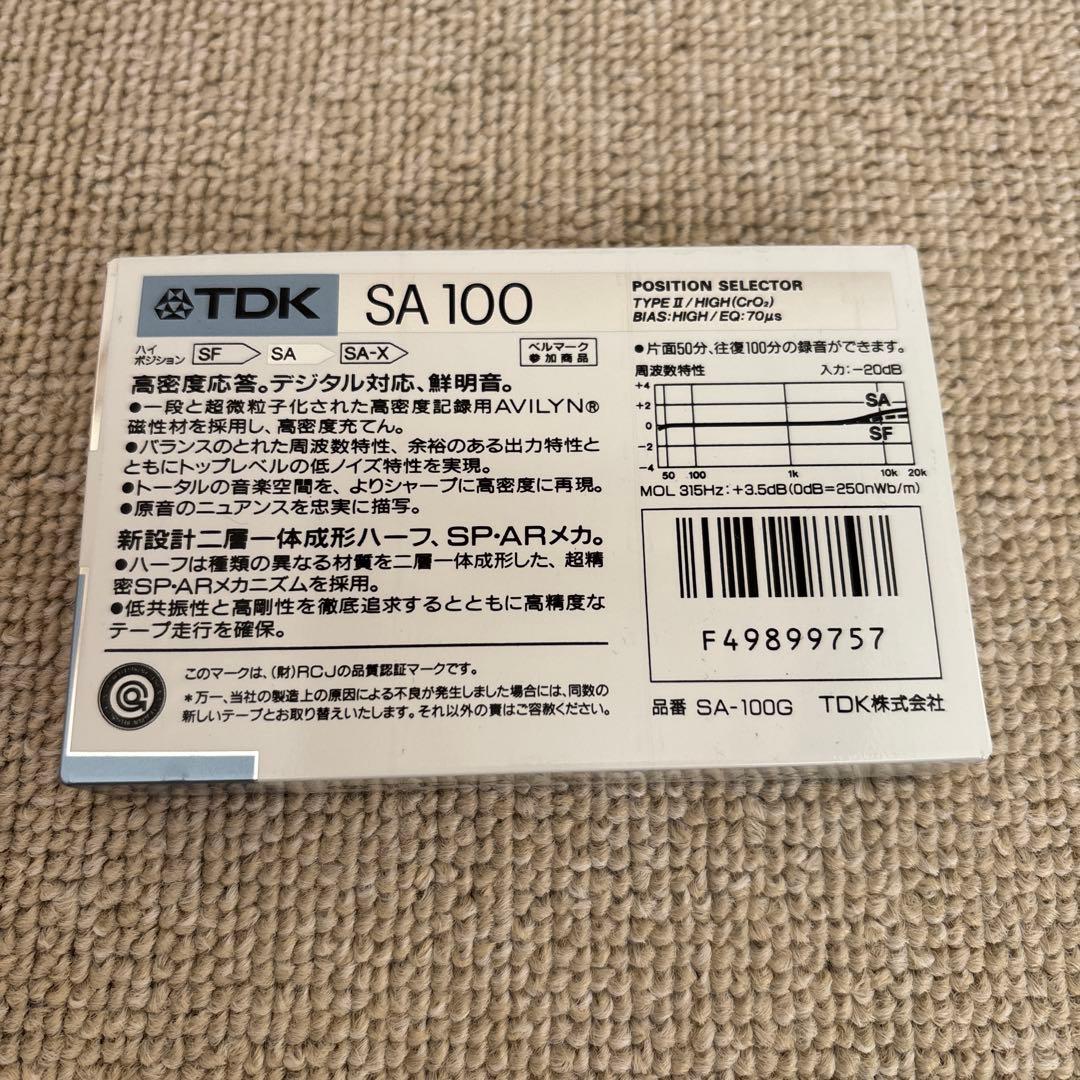 TDK SA 100
POSITION SELECTOR
TYPE II/HIGH(CrO₂)
BIAS:HIGH/EQ:70μs
ハイ
ポジション
SF SA SA-X
ベルマーク
参加商品
高密度応答。デジタル対応、鮮明音。
●一段と超微粒子化された高密度記録用AVILYN®
磁性材を採用し、高密度充てん。
●バランスのとれた周波数特性、余裕のある出力特性と
ともにトップレベルの低ノイズ特性を実現。
●トータルの音楽空間を、よりシャープに高密度に再現。
●原音のニュアンスを忠実に描写。
新設計二層一体成形ハーフ、SP・ARメカ。
●ハーフは種類の異なる材質を二層一体成形した、超精
密SP・ARメカニズムを採用。
●低共振性と高剛性を徹底追求するとともに高精度な
テープ走行を確保。
このマークは、(財)RCJの品質認証マークです。
*万一、当社の製造上の原因による不良が発生しました場合には、同数の
新しいテープとお取り替えいたします。それ以外の責はご容赦ください。
●片面50分、往復100分の録音ができます。
周波数特性 入力:-20dB
+4
+2
0
-2
-4
SA
SF
50 100 1k 10k 20k
MOL 315Hz:+3.5dB(0dB=250nWb/m)
F49899757
品番 SA-100G TDK株式会社